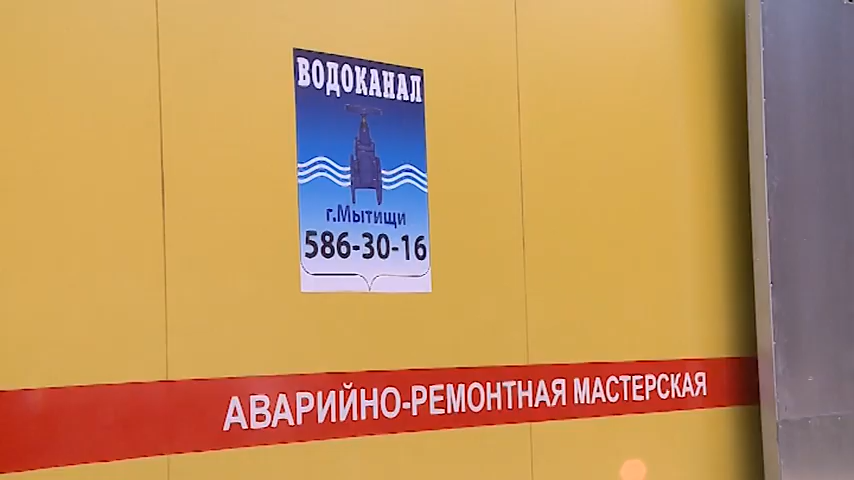 ВОДОКАНАЛ
г.Мытищи
586-30-16
АВАРИЙНО-РЕМОНТНАЯ МАСТЕРСКАЯ